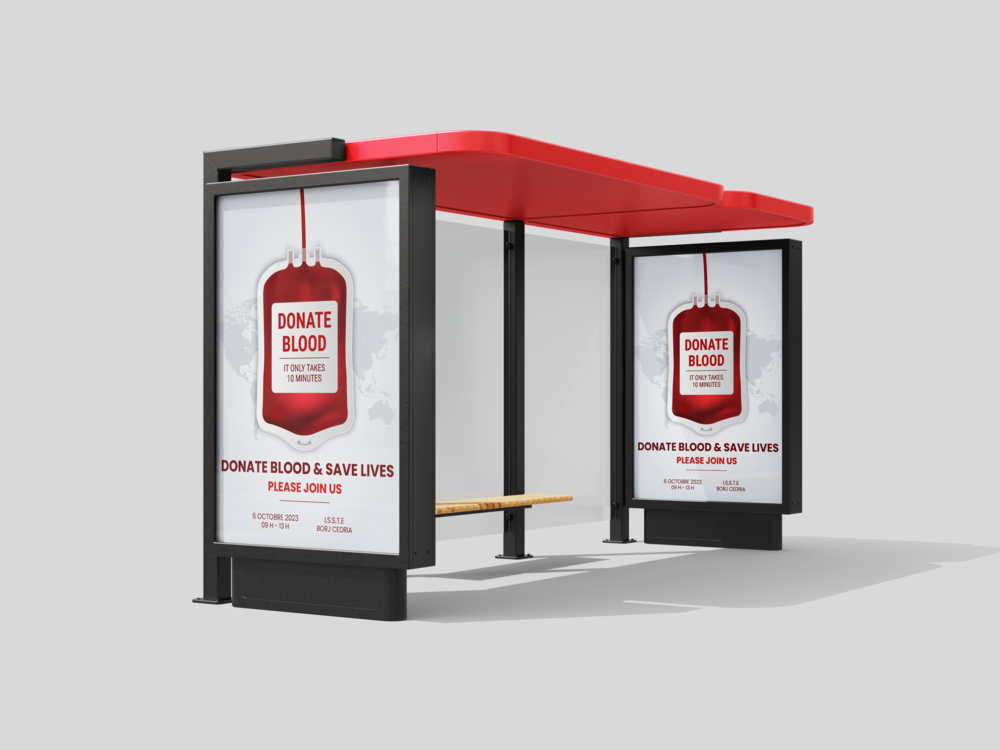 DONATE
BLOOD
IT ONLY TAKES
10 MINUTES
DONATE BLOOD & SAVE LIVES
PLEASE JOIN US
6 OCTOBRE 2023
09 H - 13 H
I.S.S.T.E
BORJ CEDRIA
DONATE
BLOOD
IT ONLY TAKES
10 MINUTES
DONATE BLOOD & SAVE LIVES
PLEASE JOIN US
6 OCTOBRE 2023
09 H - 13 H
I.S.S.T.E
BORJ CEDRIA